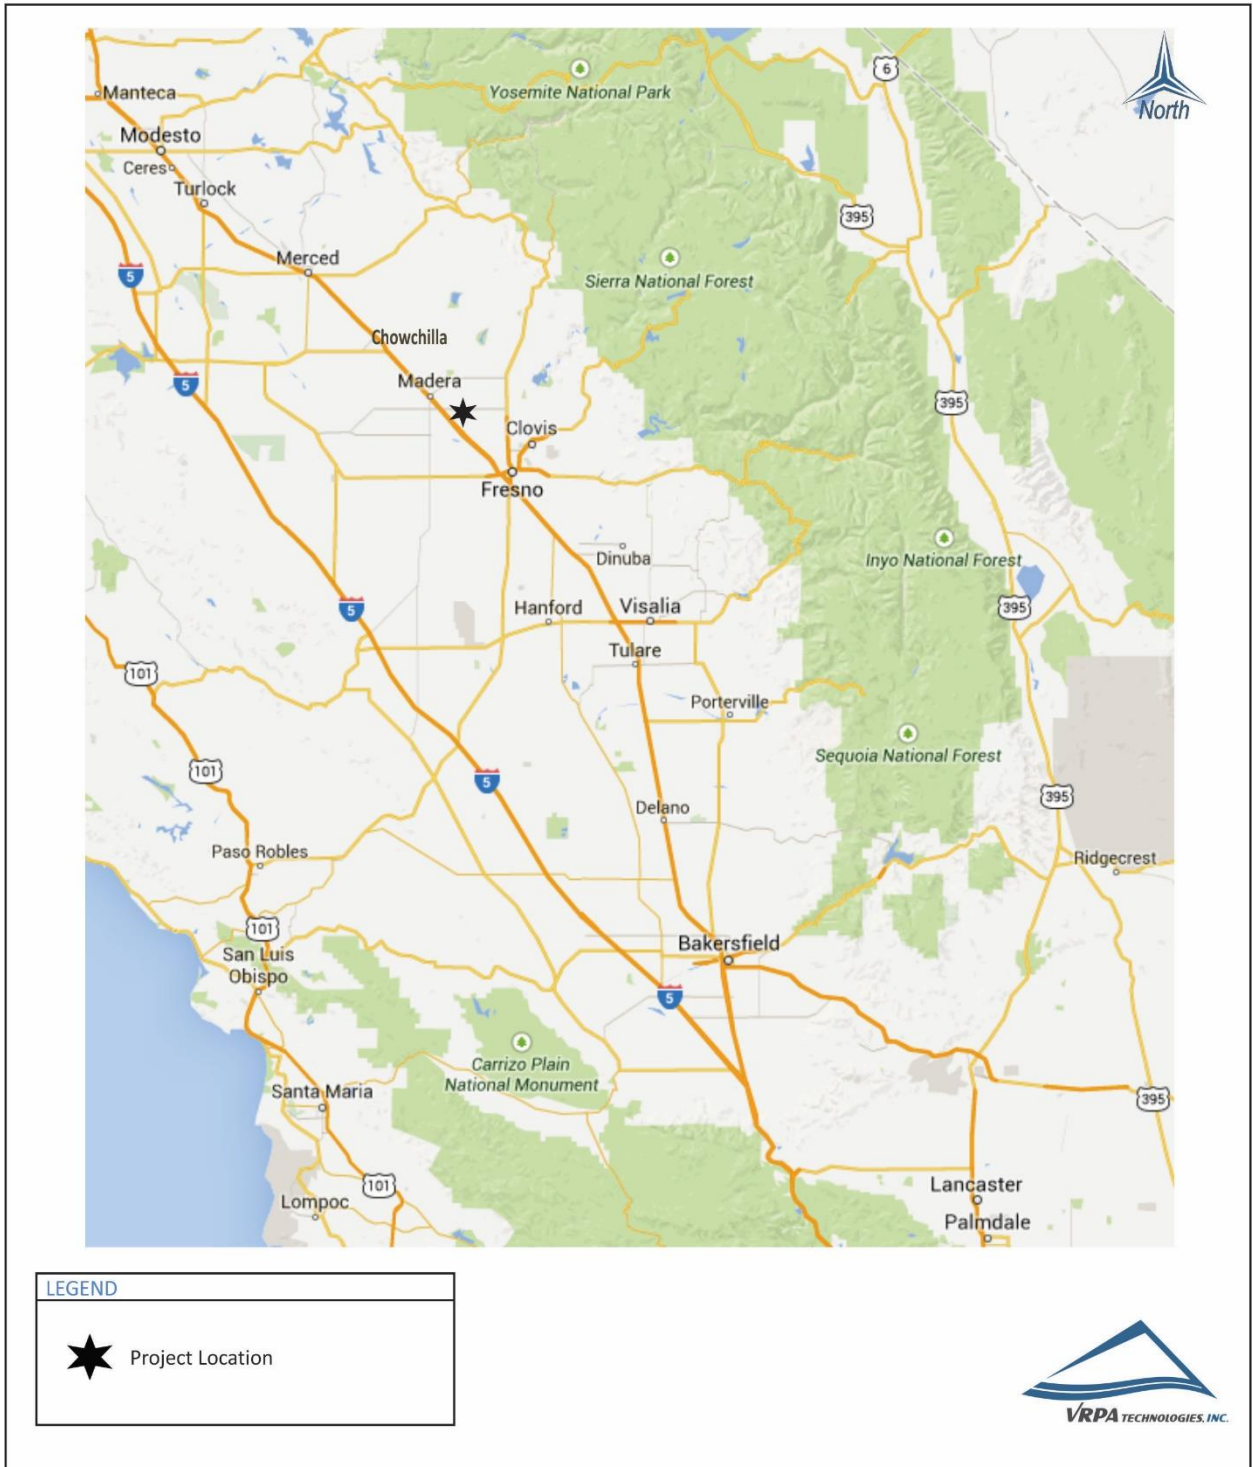 Manteca
Yosemite National Park
6
North
Modesto
Ceres
Turlock
395
Merced
5
Sierra National Forest
Chowchilla
5
Madera
395
Clovis
Fresno
Dinuba
Inyo National Forest
5
Hanford
Visalia
395
Tulare
101
Porterville
Sequoia National Forest
101
5
395
Delano
Paso Robles
Ridgecrest
101
San Luis
Obispo
Bakersfield
5
Carrizo Plain
National Monument
Santa Maria
395
101
Lancaster
Lompoc
Palmdale
LEGEND
Project Location
VRPA TECHNOLOGIES, INC.